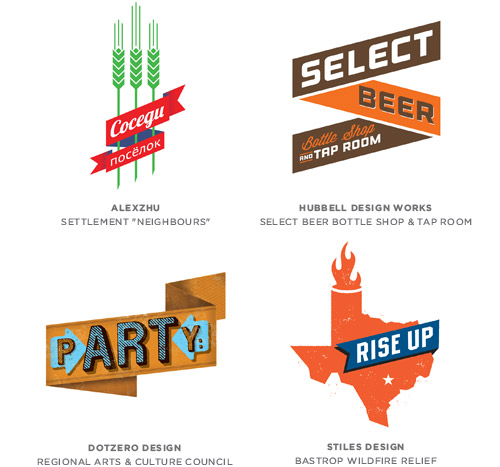 Соседи
посёлок
ALEXZHU
SETTLEMENT "NEIGHBOURS"
SELECT
BEER
Bottle Shop
AND TAP ROOM
HUBBELL DESIGN WORKS
SELECT BEER BOTTLE SHOP & TAP ROOM
PARTY:
DOTZERO DESIGN
REGIONAL ARTS & CULTURE COUNCIL
RISE UP
STILES DESIGN
BASTROP WILDFIRE RELIEF